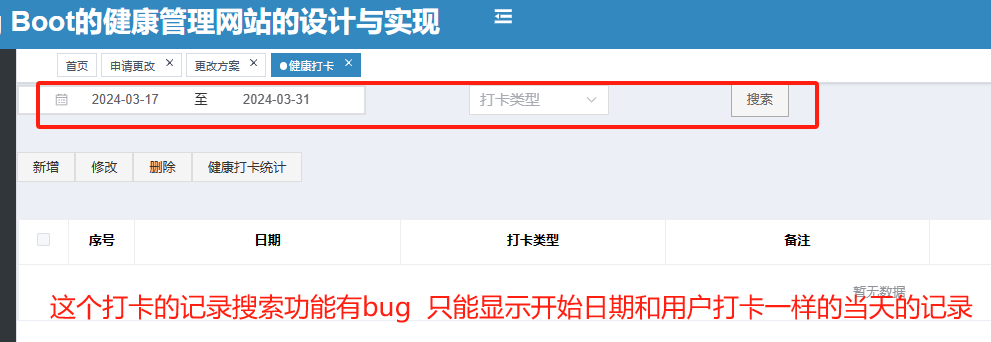 Boot的健康管理网站的设计与实现
首页 申请更改 × 更改方案 × 健康打卡 ×
2024-03-17 至 2024-03-31 打卡类型 搜索
新增 修改 删除 健康打卡统计
序号 日期 打卡类型 备注
暂无数据
这个打卡的记录搜索功能有bug 只能显示开始日期和用户打卡一样的当天的记录